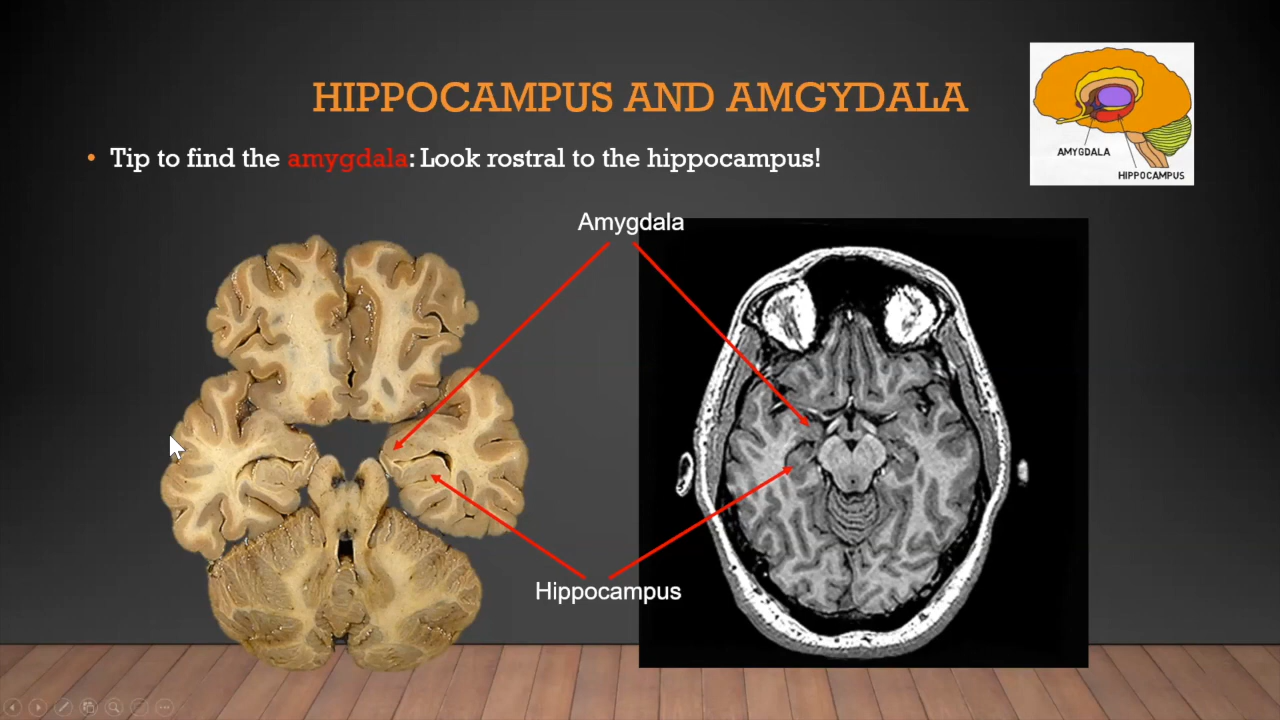 HIPPOCAMPUS AND AMGYDALA
• Tip to find the amygdala: Look rostral to the hippocampus!
AMYGDALA
HIPPOCAMPUS
Amygdala
Hippocampus